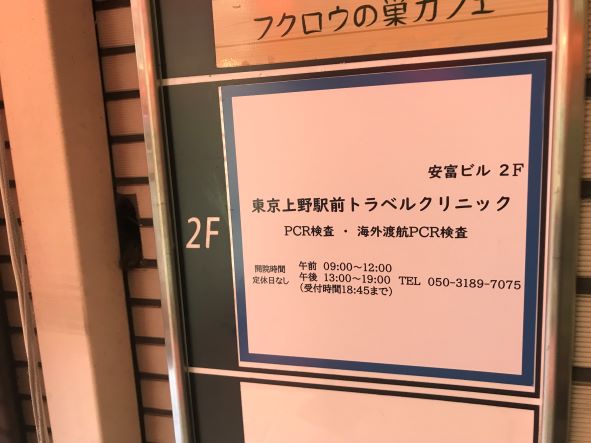 フクロウの巣カフェ
安富ビル 2F
東京上野駅前トラベルクリニック
2F
PCR検査 ・ 海外渡航PCR検査
開院時間 午前 09:00〜12:00
定休日なし 午後 13:00〜19:00 TEL 050-3189-7075
(受付時間18:45まで)